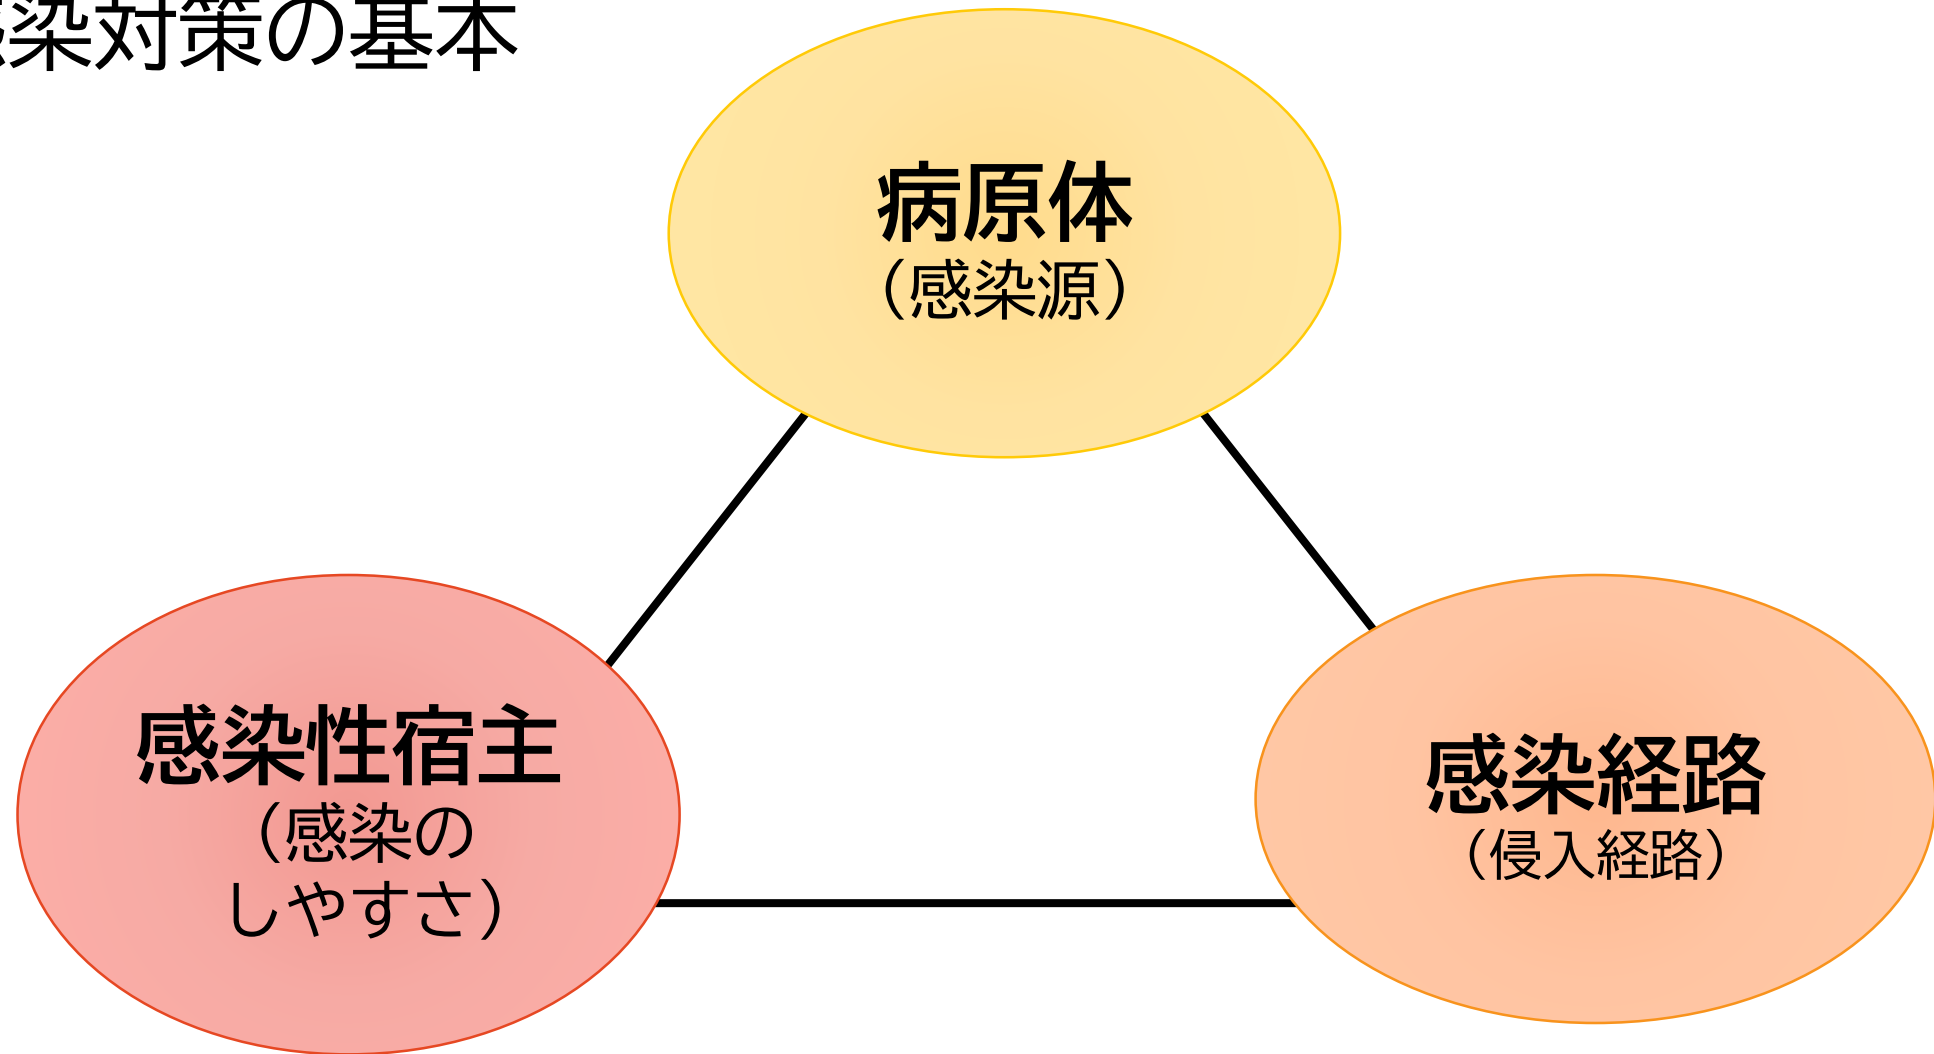 染対策の基本
病原体
（感染源）
感染性宿主
（感染の
しやすさ）
感染経路
（侵入経路）